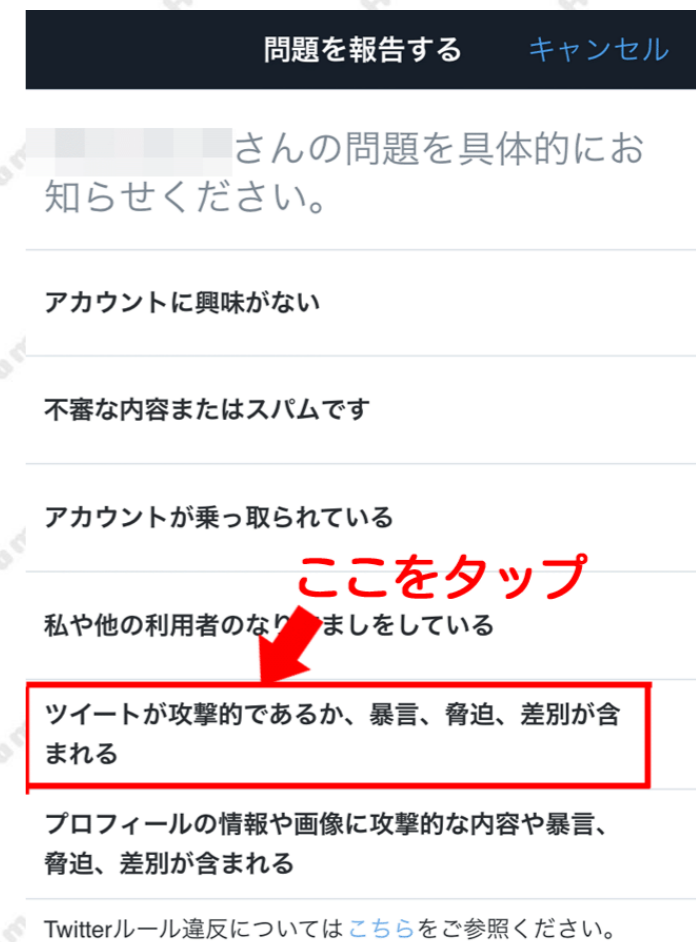 問題を報告する キャンセル
さんの問題を具体的にお
知らせください。
アカウントに興味がない
不審な内容またはスパムです
アカウントが乗っ取られている
ここをタップ
私や他の利用者のなりすましをしている
ツイートが攻撃的であるか、暴言、脅迫、差別が含
まれる
プロフィールの情報や画像に攻撃的な内容や暴言、
脅迫、差別が含まれる
Twitterルール違反についてはこちらをご参照ください。